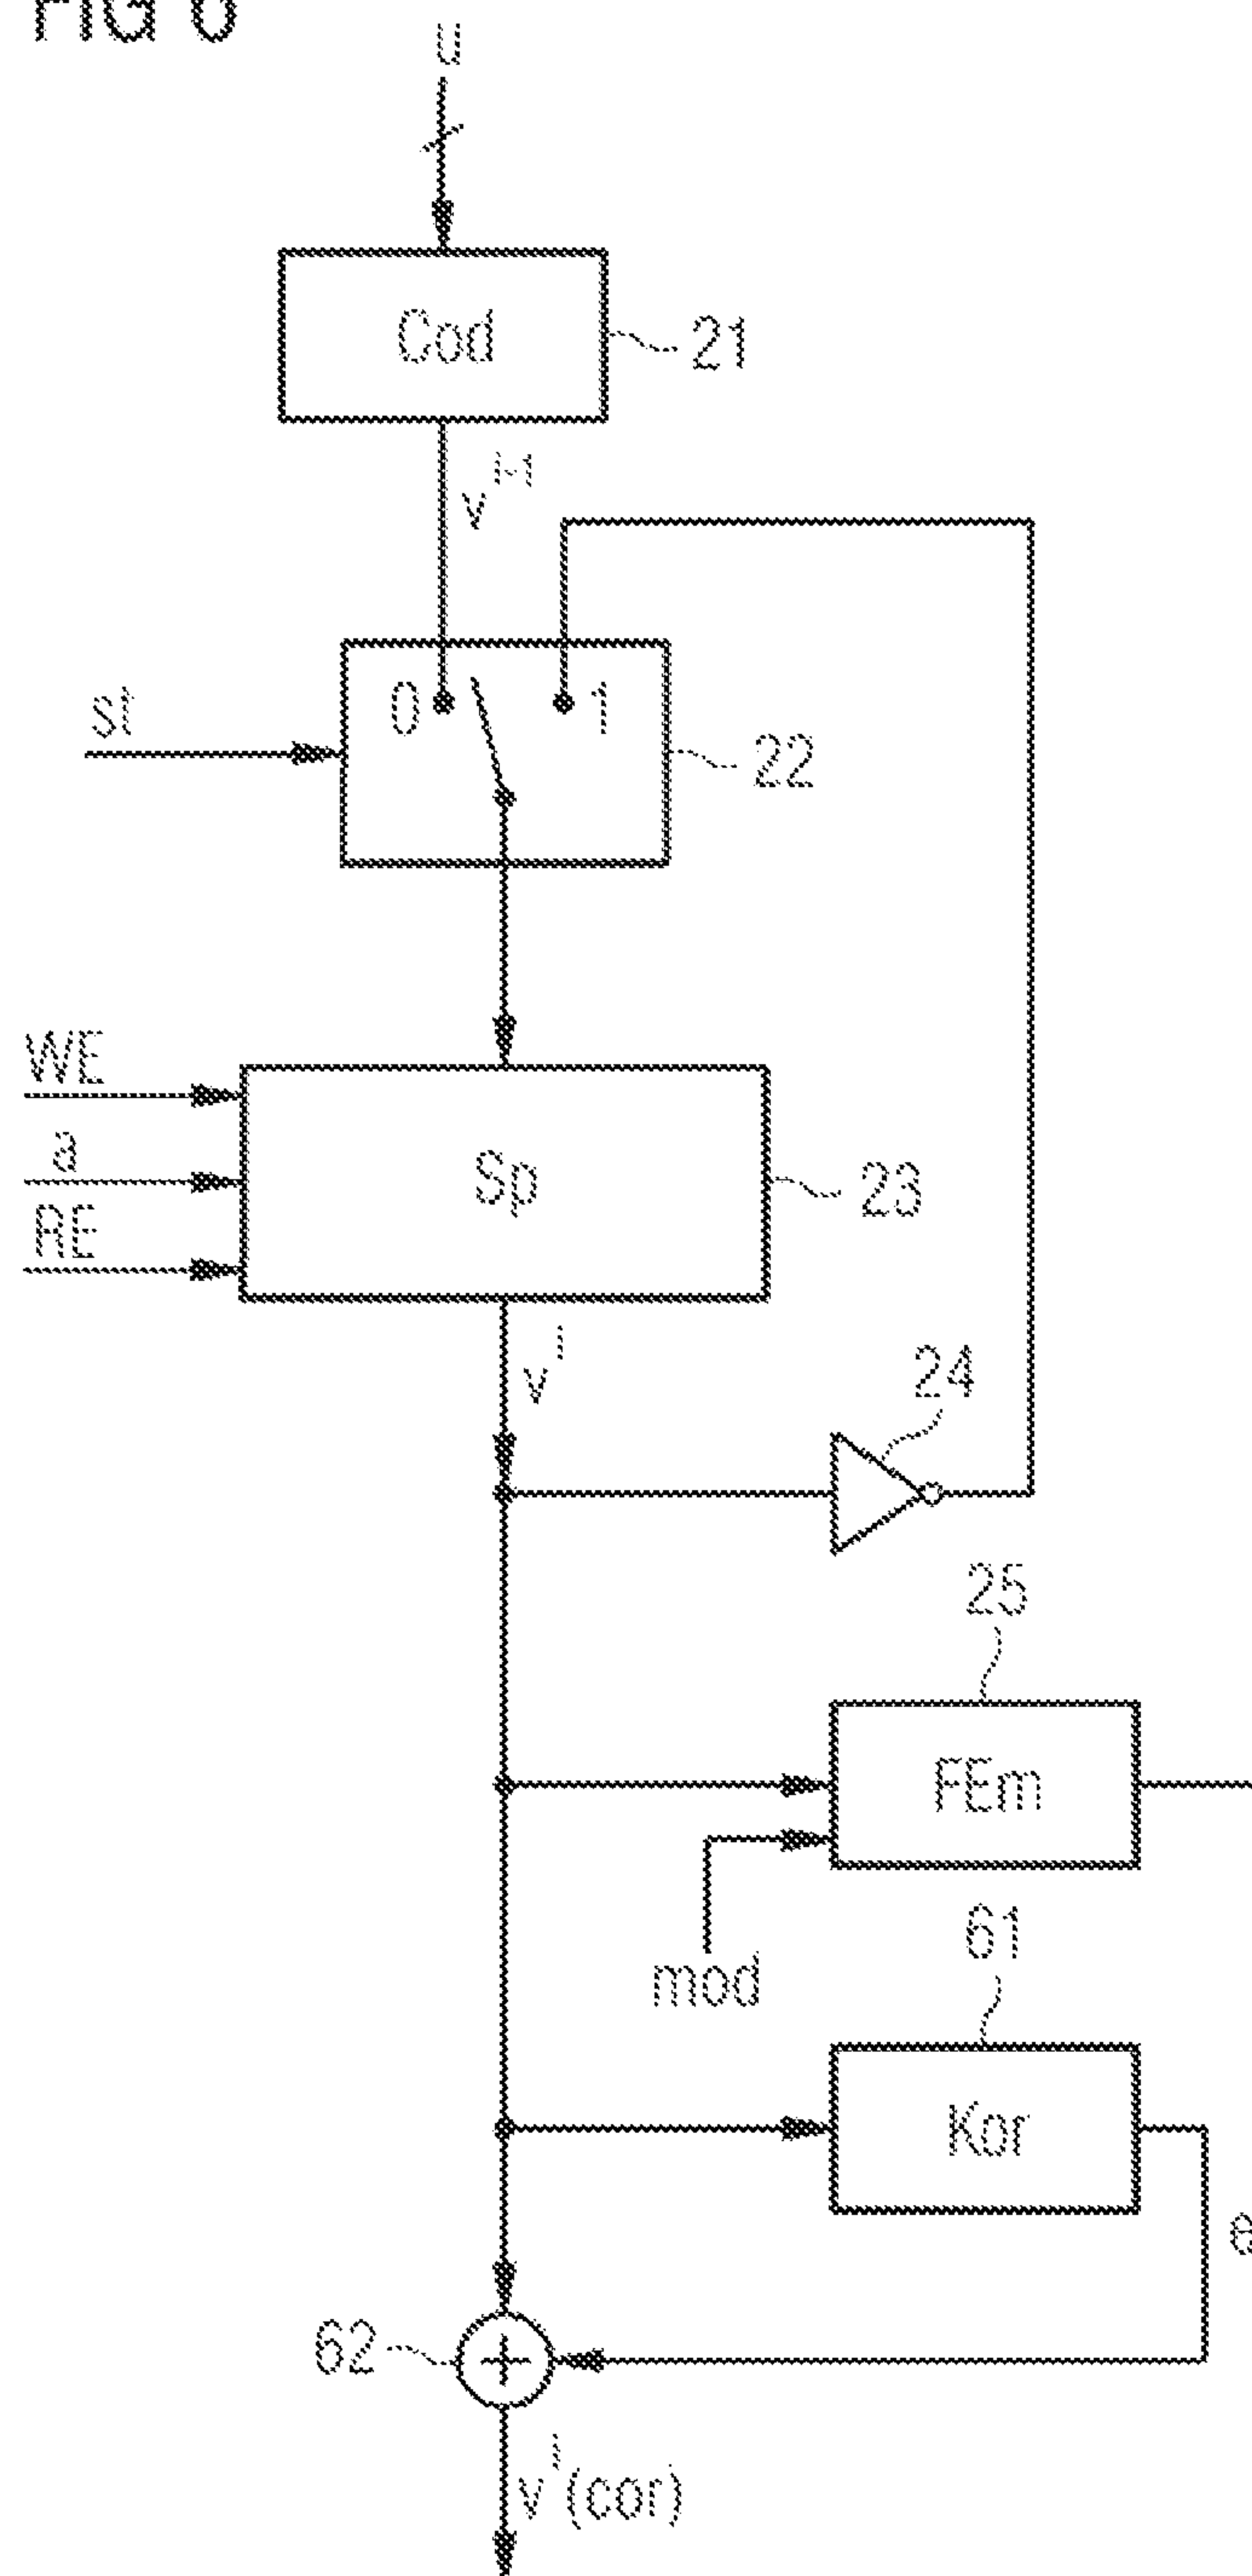 FIG 6
u
Cod
21
v^i-1
0
1
st
22
WE
a
RE
Sp
23
v^i
24
25
FEm
mod
61
Kor
e
62
v^i(cor)